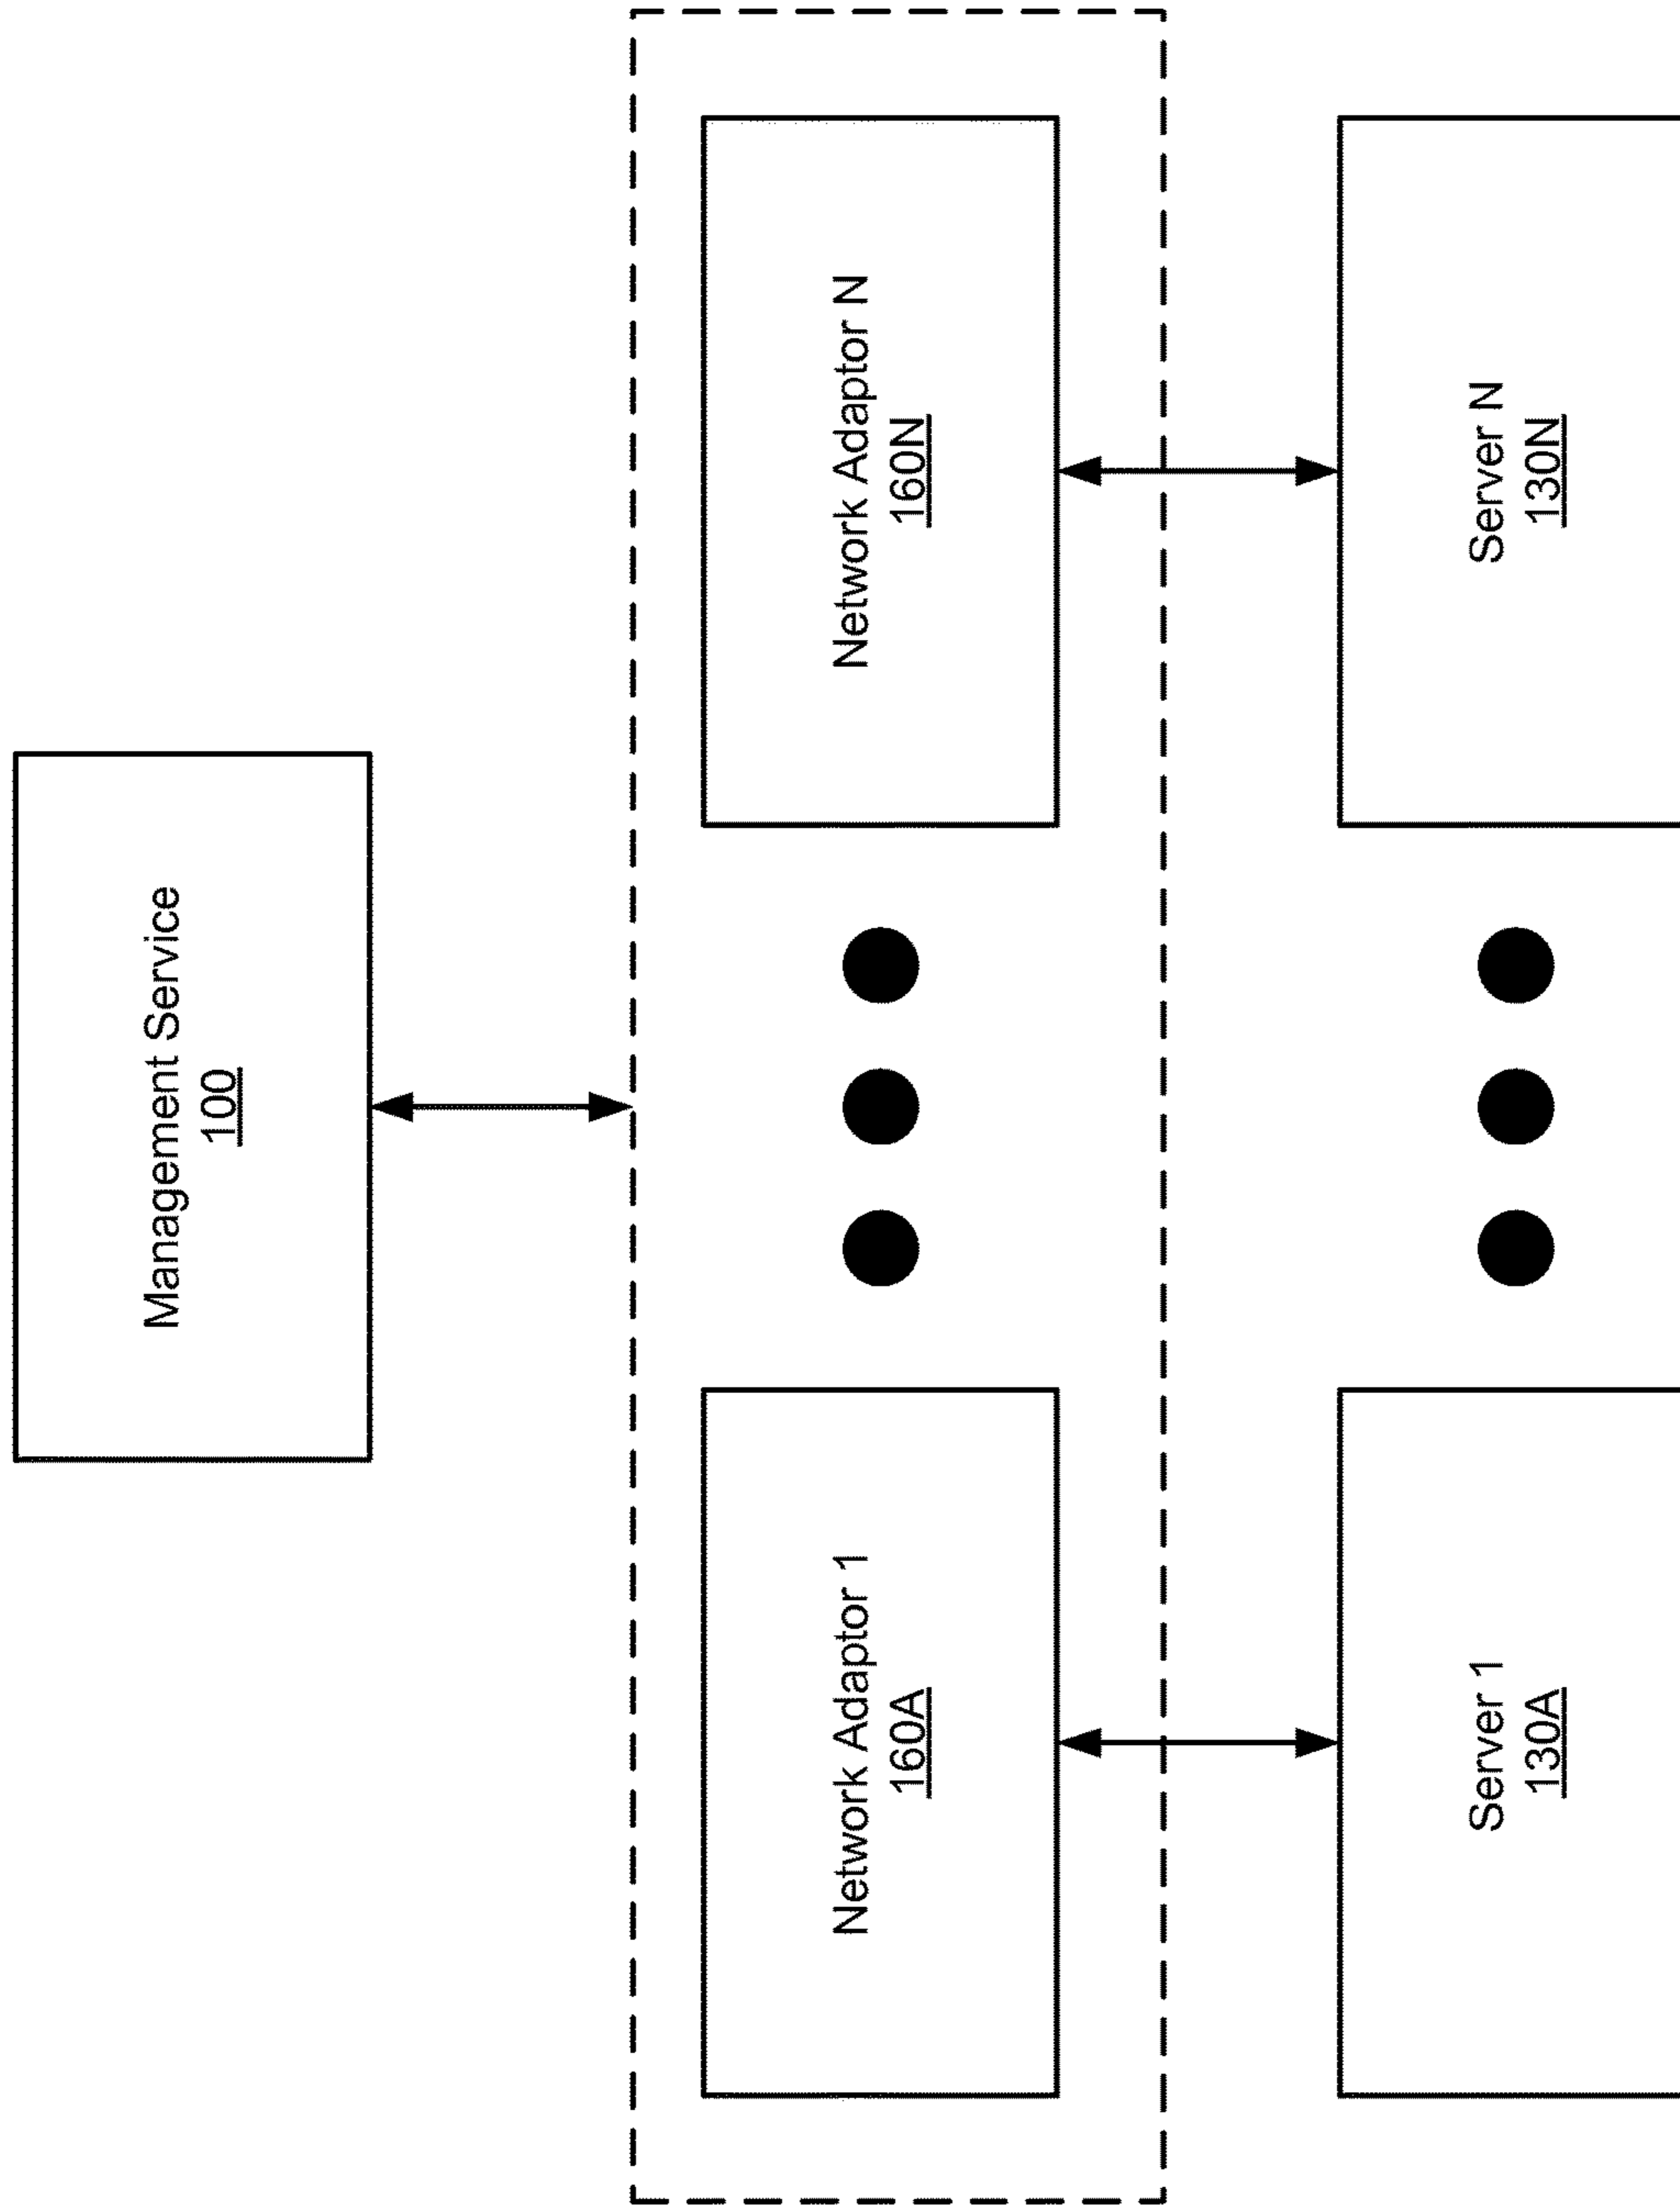 Management Service
100
Network Adaptor 1
160A
Network Adaptor N
160N
Server 1
130A
Server N
130N